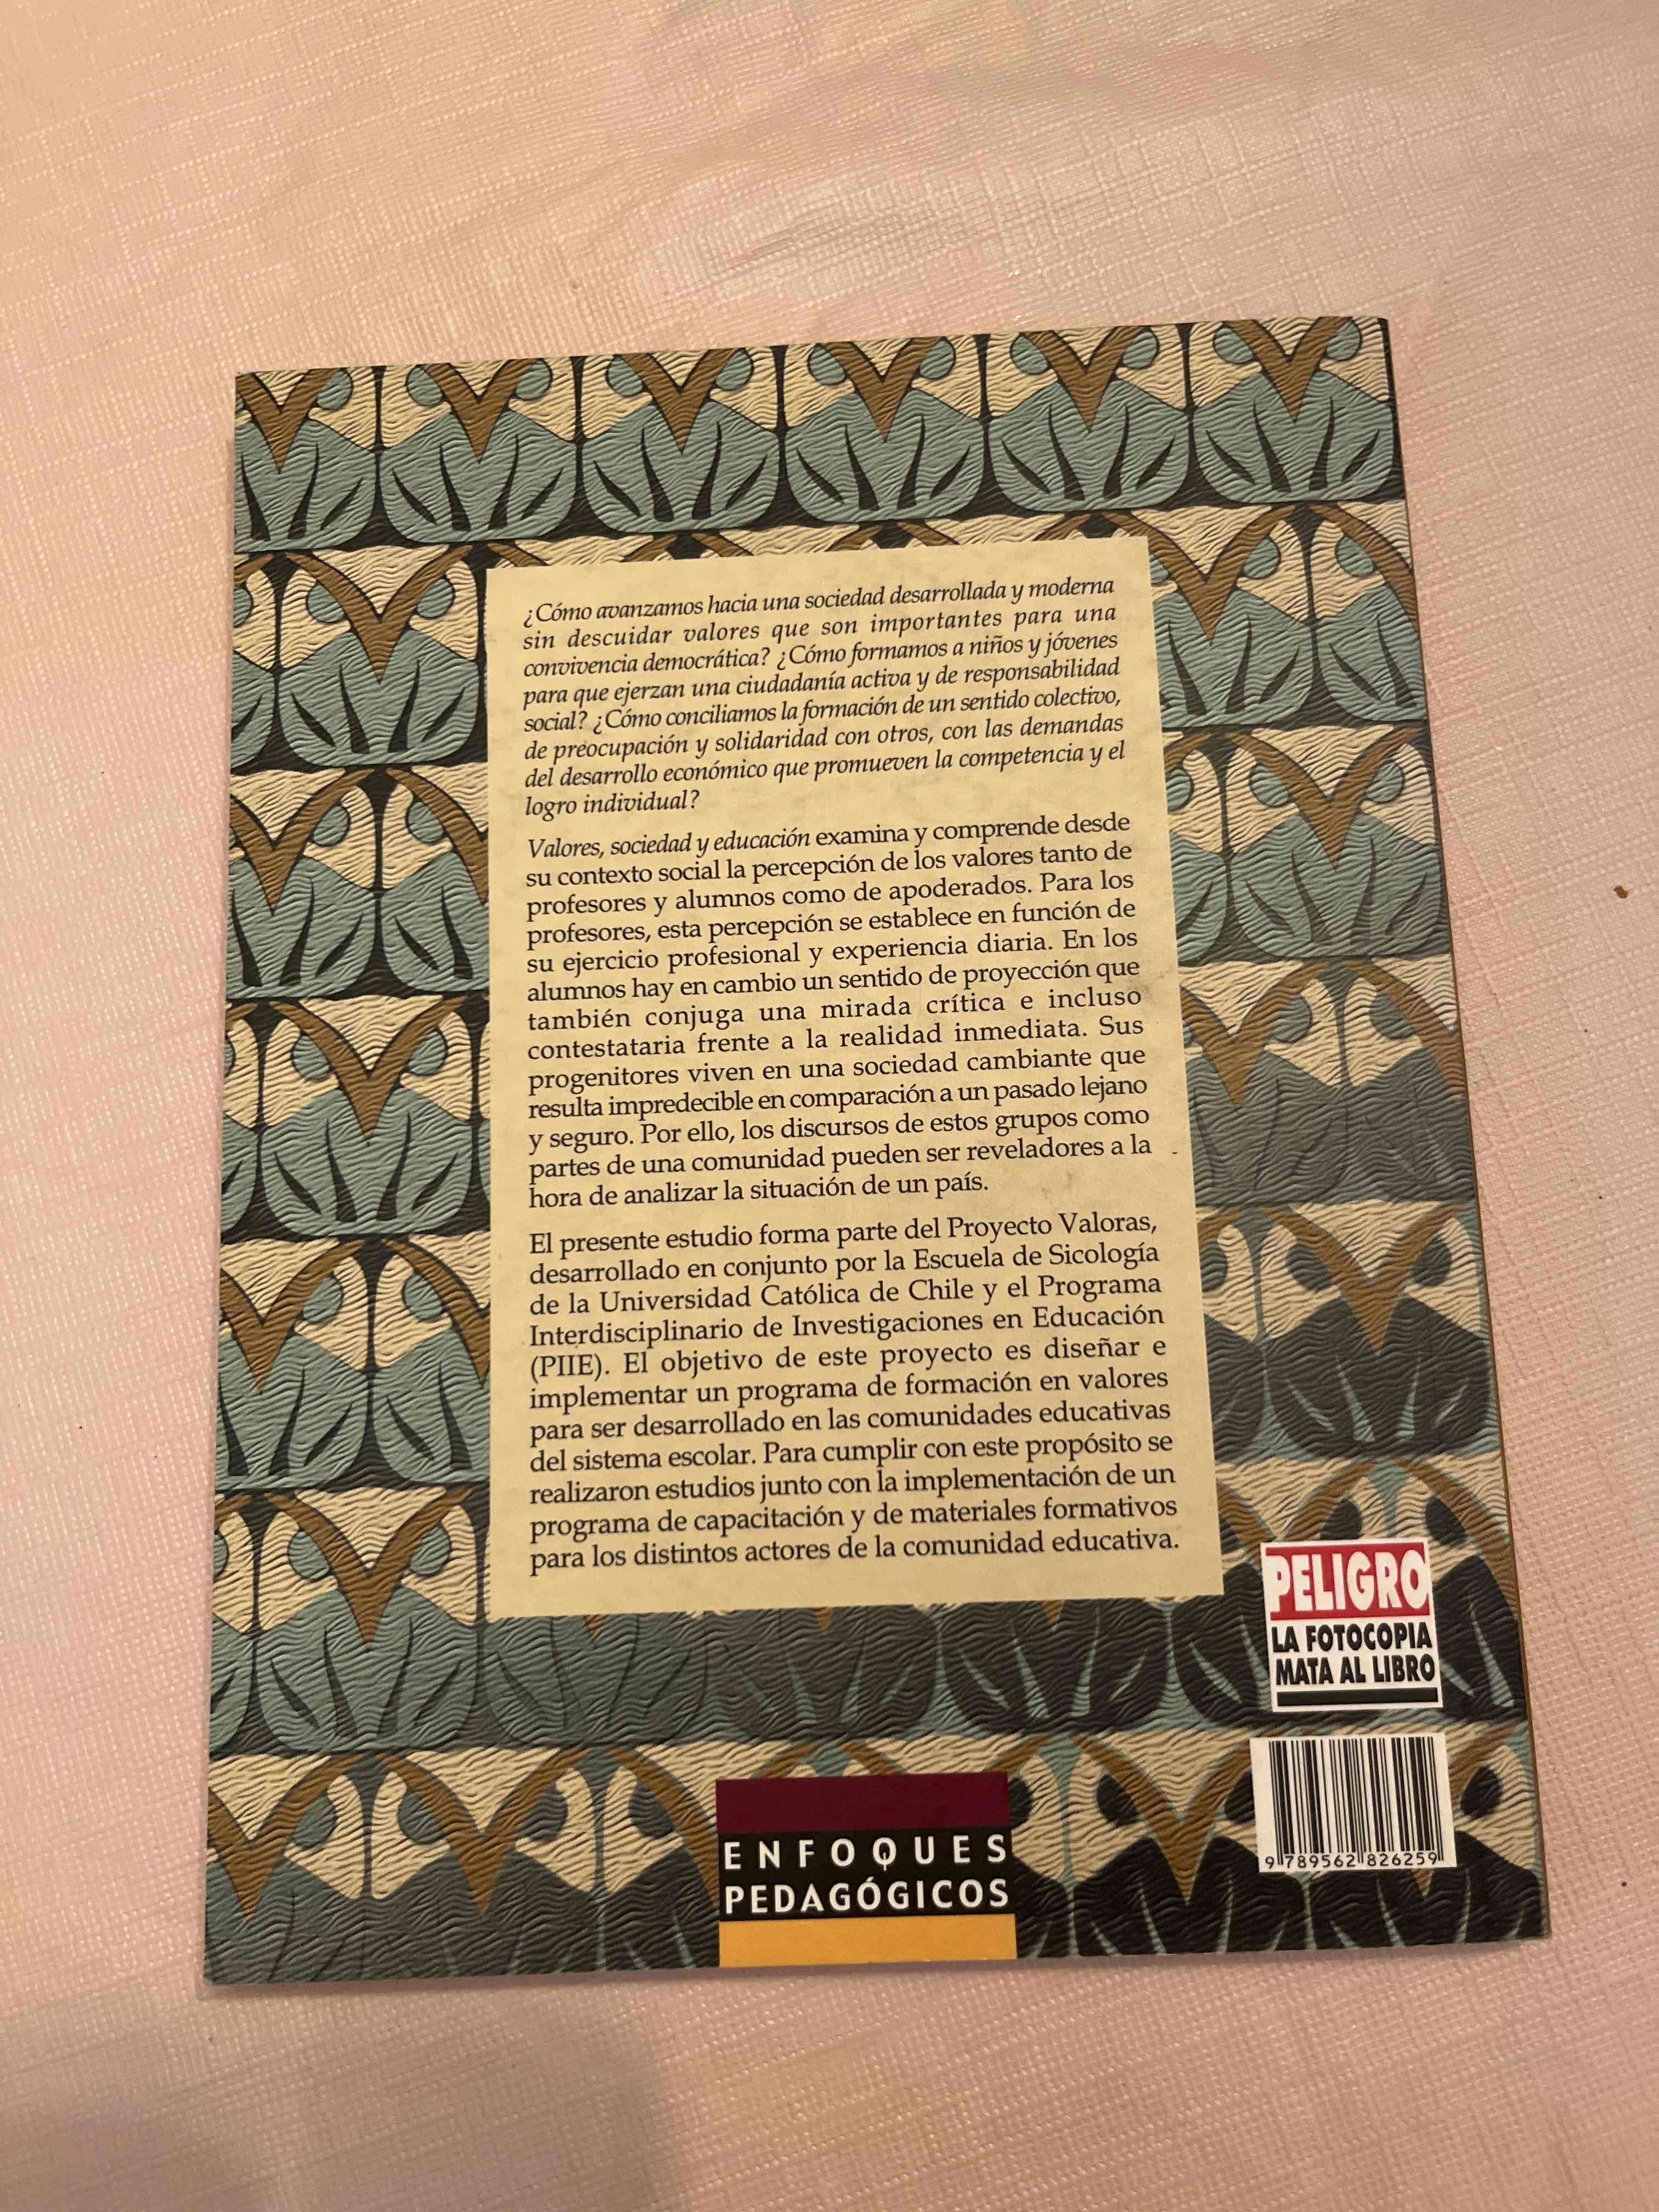 ¿Cómo avanzamos hacia una sociedad desarrollada y moderna
sin descuidar valores que son importantes para una
convivencia democrática? ¿Cómo formamos a niños y jóvenes
para que ejerzan una ciudadanía activa y de responsabilidad
social? ¿Cómo conciliamos la formación de un sentido colectivo,
de preocupación y solidaridad con otros, con las demandas
del desarrollo económico que promueven la competencia y el
logro individual?
Valores, sociedad y educación examina y comprende desde
su contexto social la percepción de los valores tanto de
profesores y alumnos como de apoderados. Para los
profesores, esta percepción se establece en función de
su ejercicio profesional y experiencia diaria. En los
alumnos hay en cambio un sentido de proyección que
también conjuga una mirada crítica e incluso
contestataria frente a la realidad inmediata. Sus
progenitores viven en una sociedad cambiante que
resulta impredecible en comparación a un pasado lejano
y seguro. Por ello, los discursos de estos grupos como
partes de una comunidad pueden ser reveladores a la
hora de analizar la situación de un país.
El presente estudio forma parte del Proyecto Valoras,
desarrollado en conjunto por la Escuela de Sicología
de la Universidad Católica de Chile y el Programa
Interdisciplinario de Investigaciones en Educación
(PIIE). El objetivo de este proyecto es diseñar e
implementar un programa de formación en valores
para ser desarrollado en las comunidades educativas
del sistema escolar. Para cumplir con este propósito se
realizaron estudios junto con la implementación de un
programa de capacitación y de materiales formativos
para los distintos actores de la comunidad educativa.
PELIGRO
LA FOTOCOPIA
MATA AL LIBRO
9 789562 826259
ENFOQUES
PEDAGÓGICOS